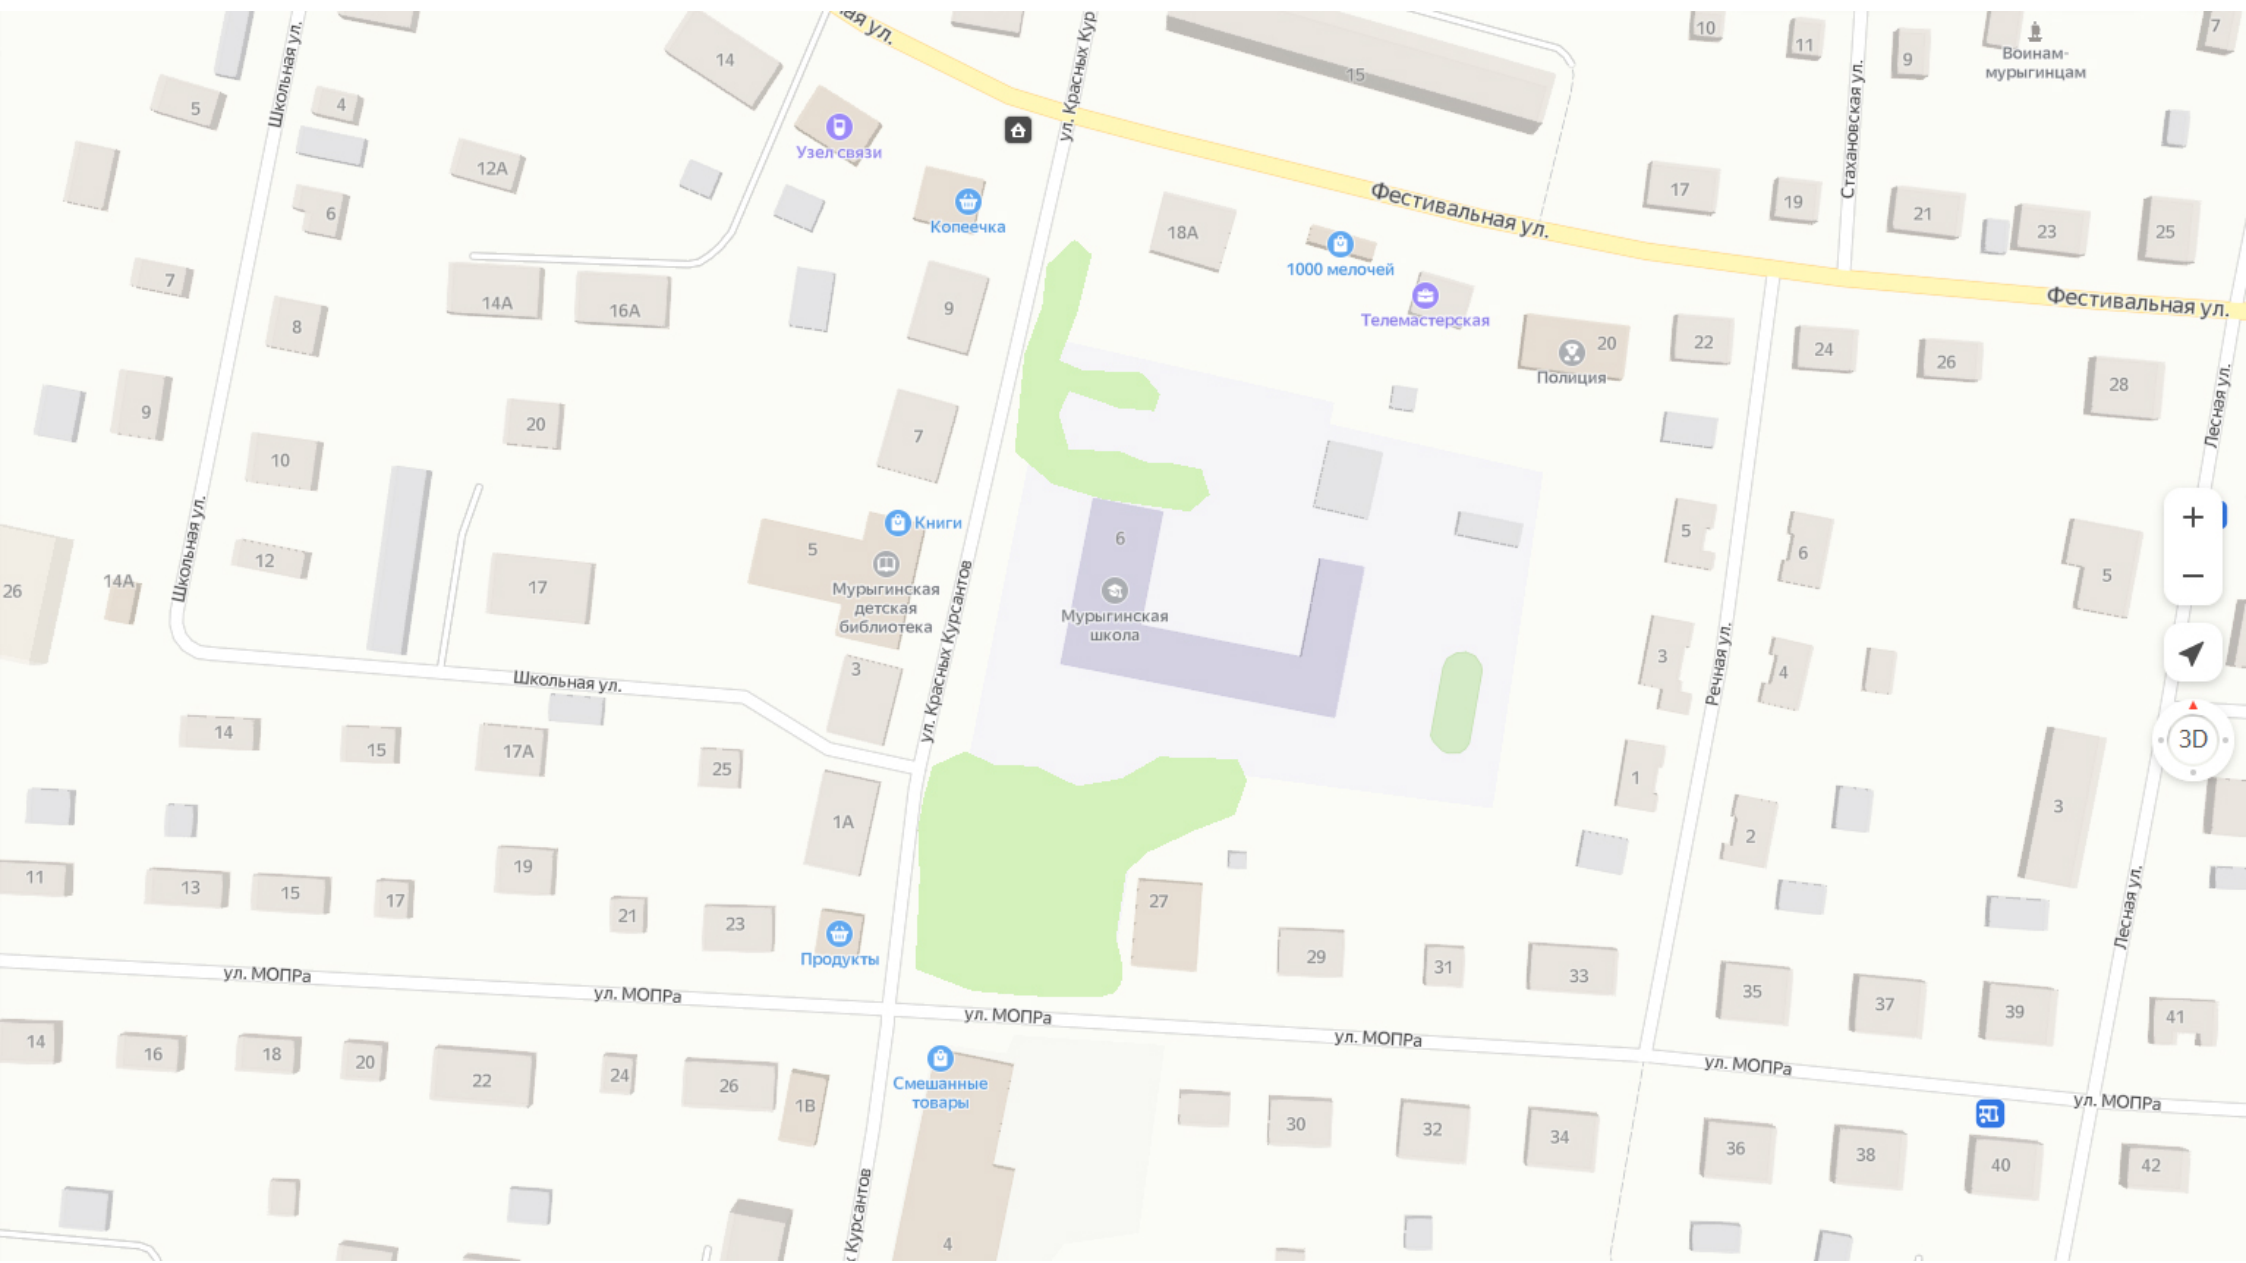 ая ул.
Школьная ул.
ул. Красных Кур
14
15
10
11
9
Воинам-
мурыгинцам
7
5
4
Узел связи
12А
6
Копеечка
18А
Фестивальная ул.
17
19
Стахановская ул.
21
23
25
1000 мелочей
Телемастерская
Фестивальная ул.
7
14А
16А
8
9
20
Полиция
22
24
26
28
Лесная ул.
9
20
7
10
Школьная ул.
Книги
5
Мурыгинская
детская
библиотека
6
Мурыгинская
школа
5
6
5
12
14А
26
17
ул. Красных Курсантов
3
Школьная ул.
3
4
Речная ул.
3D
14
15
17А
25
1А
1
2
3
11
13
15
17
19
21
23
Продукты
27
29
31
33
35
37
39
41
Лесная ул.
ул. МОПРа
ул. МОПРа
ул. МОПРа
ул. МОПРа
ул. МОПРа
ул. МОПРа
14
16
18
20
22
24
26
1В
Смешанные
товары
30
32
34
36
38
40
42
Курсантов
4